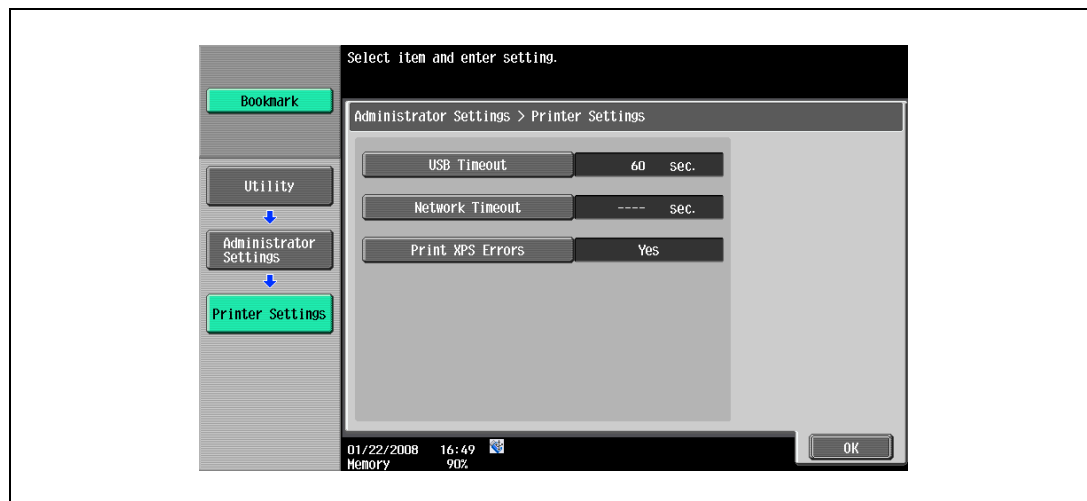 Select item and enter setting.
Bookmark
Administrator Settings > Printer Settings
USB Timeout 60 sec.
Utility
Network Timeout ---- sec.
Administrator
Settings
Print XPS Errors Yes
Printer Settings
01/22/2008 16:49
Memory 90%
OK